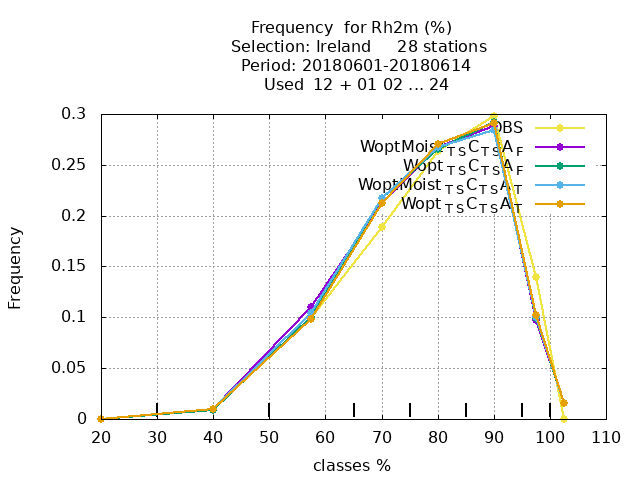 Frequency  for Rh2m (%)
Selection: Ireland     28 stations
Period: 20180601-20180614
Used  12 + 01 02 ... 24
OBS
WoptMoist TS C TS A F
Wopt TS C TS A F
WoptMoist TS C TS A T
Wopt TS C TS A T
0.3
0.25
0.2
0.15
0.1
0.05
0
Frequency
20 30 40 50 60 70 80 90 100 110
classes %